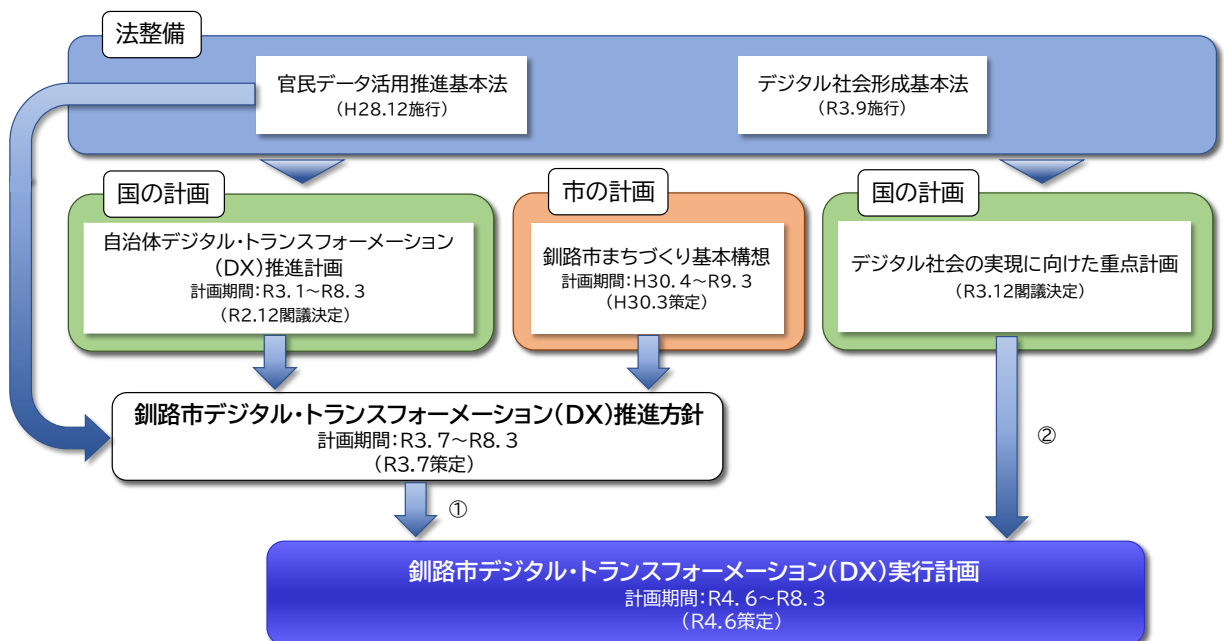 法整備
官民データ活用推進基本法
（H28.12施行）
デジタル社会形成基本法
（R3.9施行）
国の計画
自治体デジタル・トランスフォーメーション
（DX）推進計画
計画期間：R3．1～R8．3
（R2.12閣議決定）
市の計画
釧路市まちづくり基本構想
計画期間：H30．4～R9．3
（H30.3策定）
国の計画
デジタル社会の実現に向けた重点計画
（R3.12閣議決定）
釧路市デジタル・トランスフォーメーション（DX）推進方針
計画期間：R3．7～R8．3
（R3.7策定）
①
②
釧路市デジタル・トランスフォーメーション（DX）実行計画
計画期間：R4．6～R8．3
（R4.6策定）